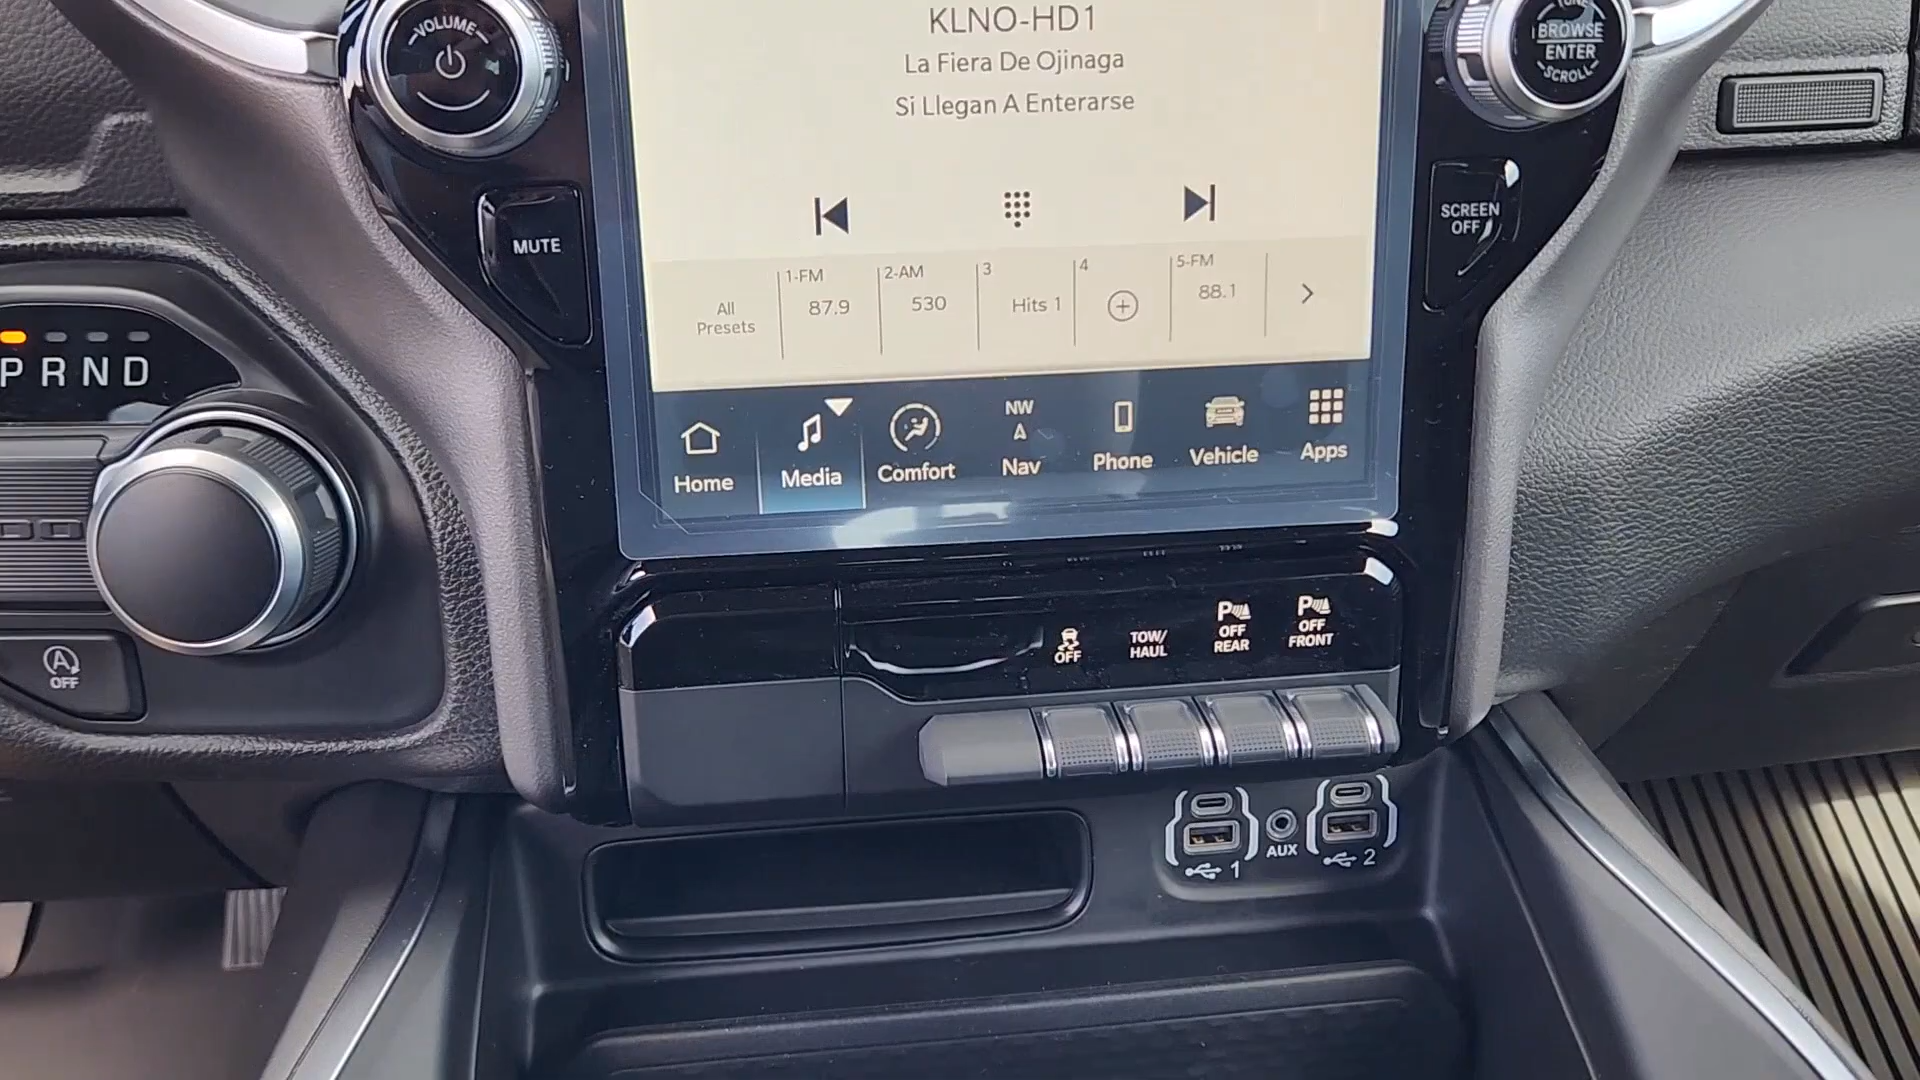 VOLUME
KLNO-HD1
La Fiera De Ojinaga
Si Llegan A Enterarse
TUNE
BROWSE
ENTER
SCROLL
MUTE
SCREEN
OFF
All
Presets
1-FM
87.9
2-AM
530
3
Hits 1
4
5-FM
88.1
P R N D
Home
Media
Comfort
NW
Nav
Phone
Vehicle
Apps
A
OFF
OFF
TOW/
HAUL
P
OFF
REAR
P
OFF
FRONT
1
AUX
2